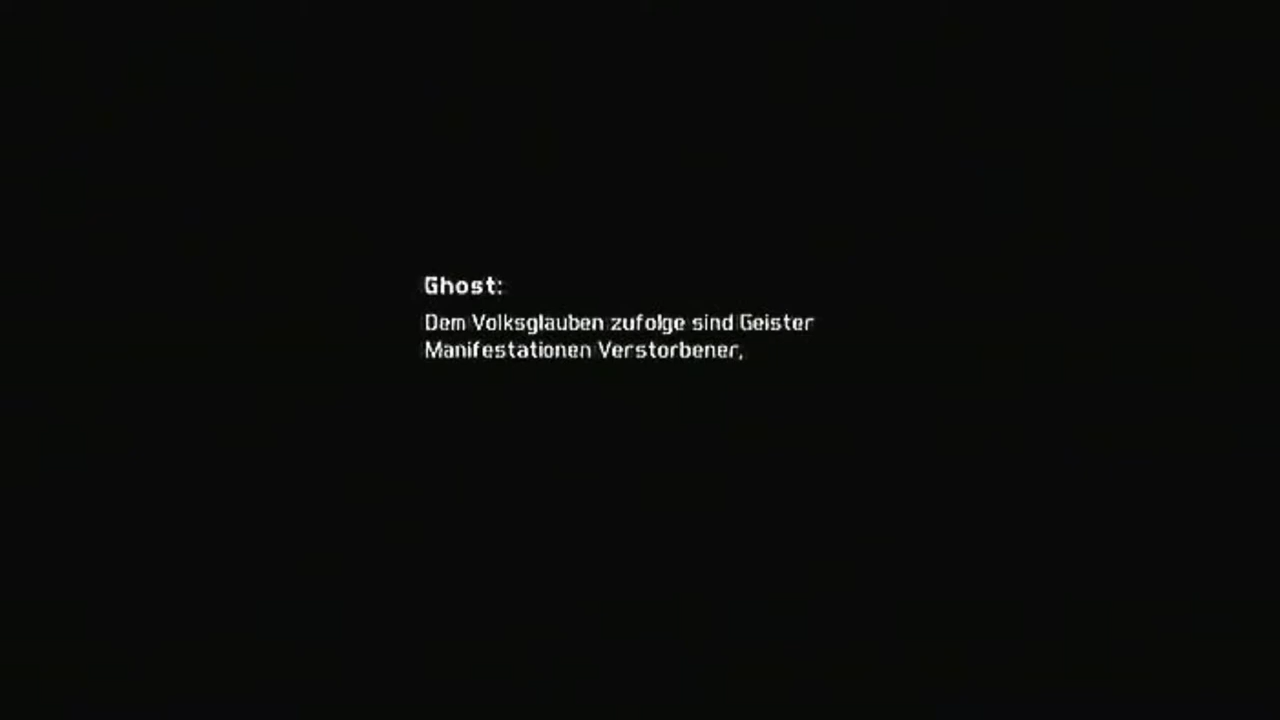 Ghost:
Dem Volksglauben zufolge sind Geister
Manifestationen Verstorbener,